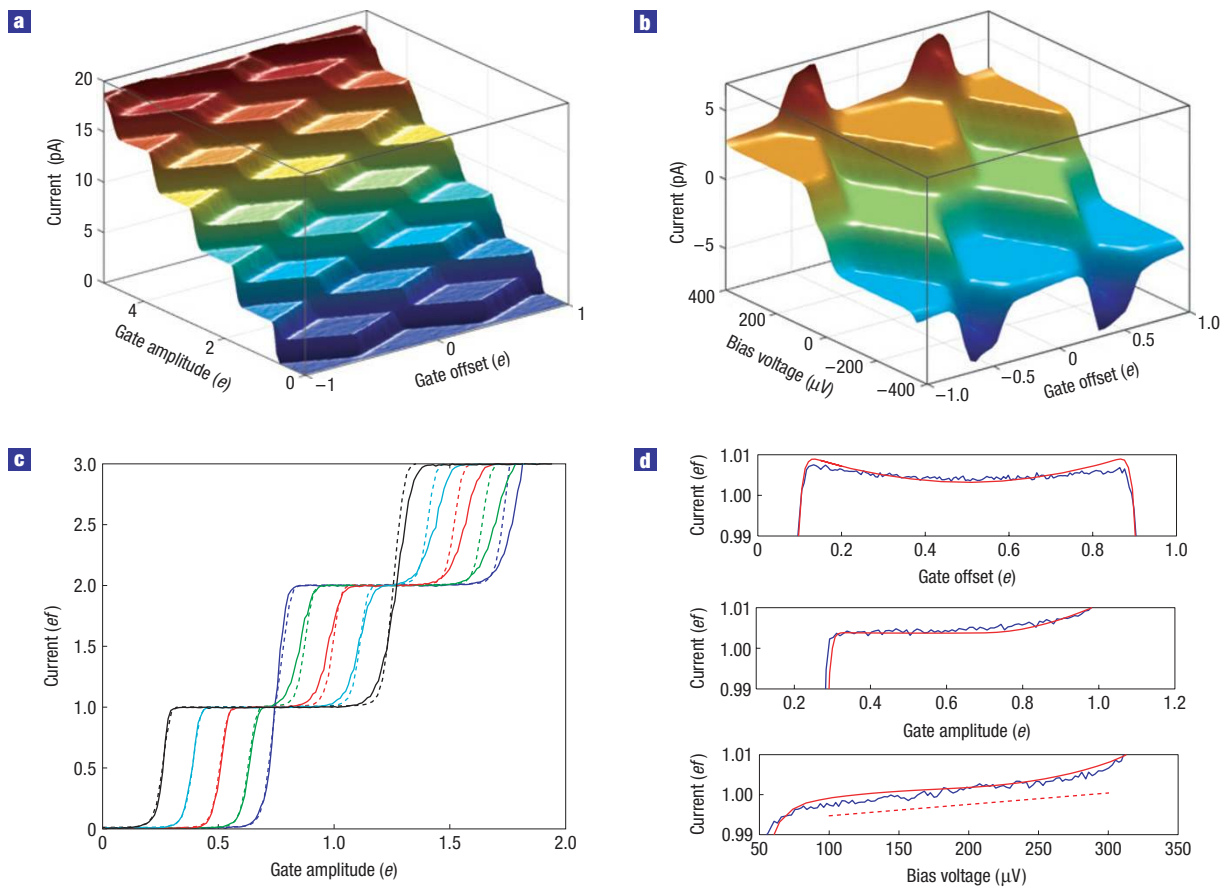 a
20
15
10
5
0
Current (pA)
4
2
0
Gate amplitude (e)
−1
0
1
Gate offset (e)
b
5
0
−5
Current (pA)
400
200
0
−200
−400
Bias voltage (μV)
−1.0
−0.5
0
0.5
1.0
Gate offset (e)
c
3.0
2.5
2.0
1.5
1.0
0.5
0
Current (ef)
0
0.5
1.0
1.5
2.0
Gate amplitude (e)
d
1.01
1.00
0.99
Current (ef)
0 0.2 0.4 0.6 0.8 1.0
Gate offset (e)
1.01
1.00
0.99
Current (ef)
0.2 0.4 0.6 0.8 1.0 1.2
Gate amplitude (e)
1.01
1.00
0.99
Current (ef)
50 100 150 200 250 300 350
Bias voltage (μV)